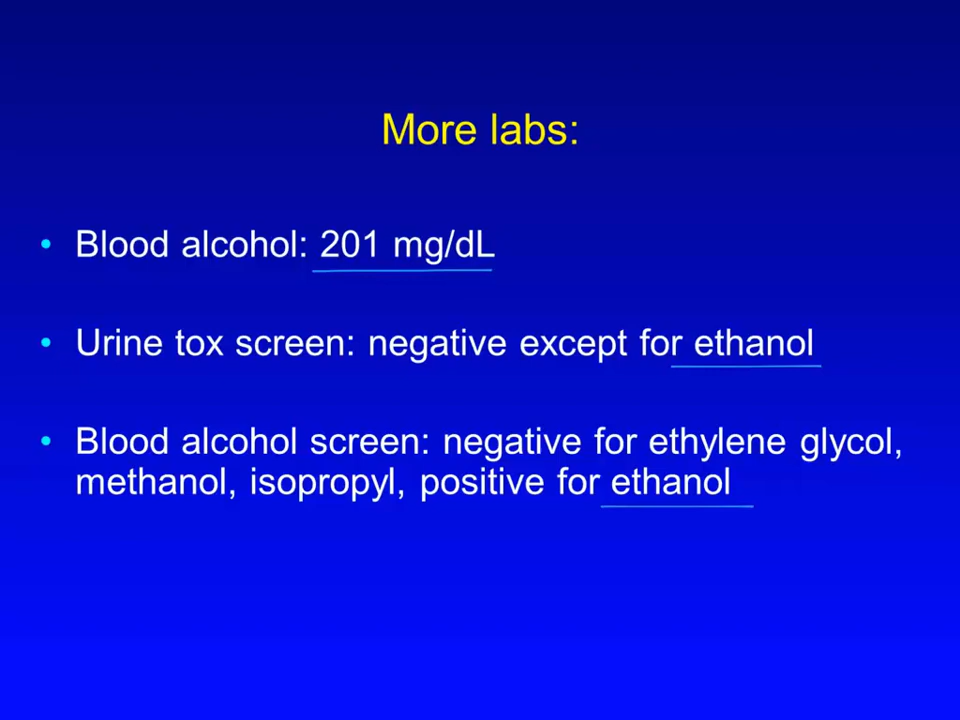 More labs:
• Blood alcohol: 201 mg/dL
• Urine tox screen: negative except for ethanol
• Blood alcohol screen: negative for ethylene glycol,
methanol, isopropyl, positive for ethanol